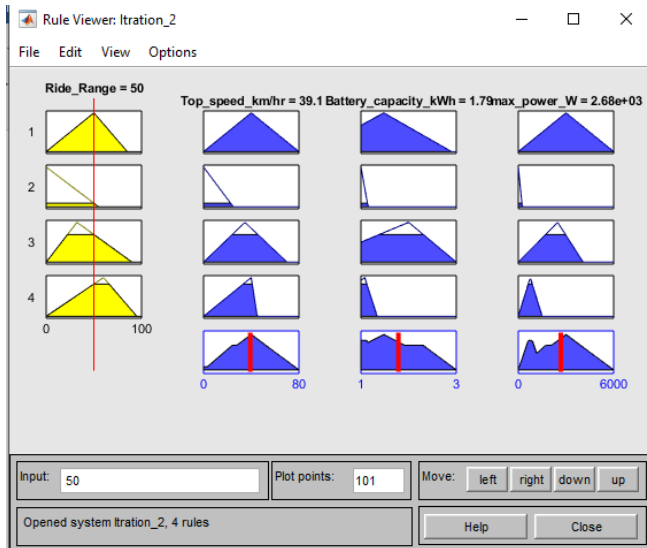 Rule Viewer: Itration_2
File Edit View Options
Ride_Range = 50
Top_speed_km/hr = 39.1 Battery_capacity_kWh = 1.79 max_power_W = 2.68e+03
1
2
3
4
0 100
0 80 1 3 0 6000
Input: 50 Plot points: 101 Move: left right down up
Opened system Itration_2, 4 rules Help Close